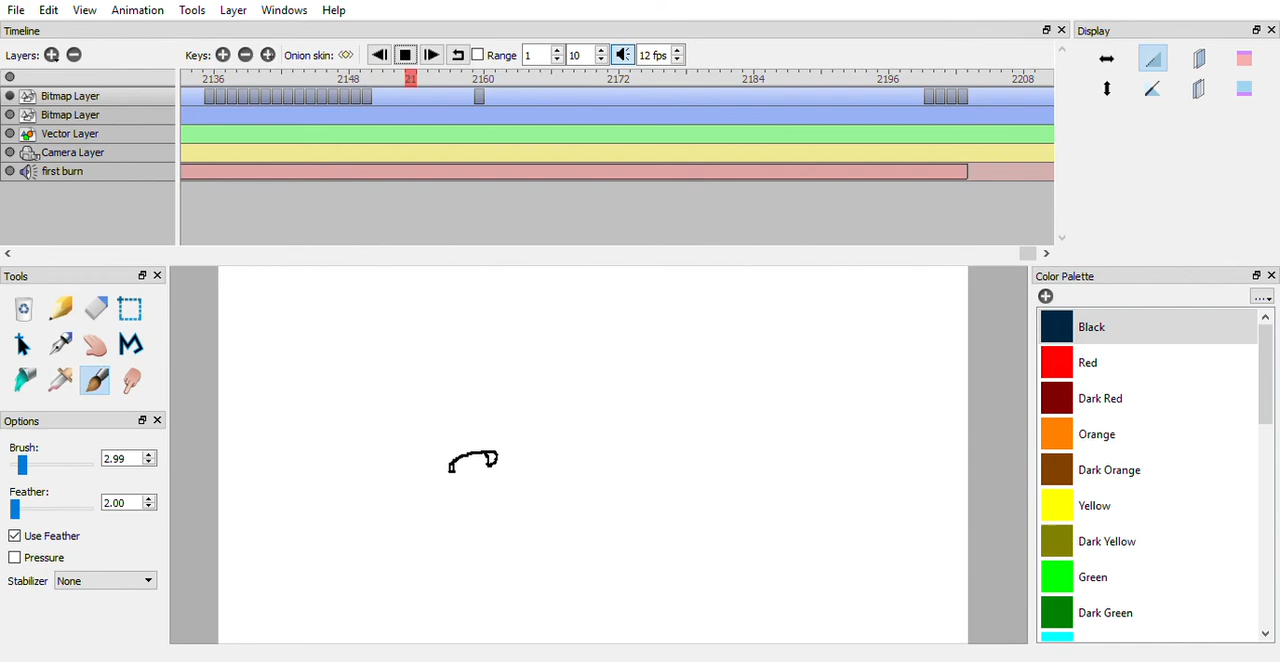 File Edit View Animation Tools Layer Windows Help
Timeline Display
Layers: Keys: Onion skin: Range 1 10 12 fps
2136 2148 21 2160 2172 2184 2196 2208
Bitmap Layer
Bitmap Layer
Vector Layer
Camera Layer
first burn
Tools Color Palette
....
Black
Red
Dark Red
Orange
Dark Orange
Yellow
Dark Yellow
Green
Dark Green
Options
Brush:
2.99
Feather:
2.00
Use Feather
Pressure
Stabilizer None